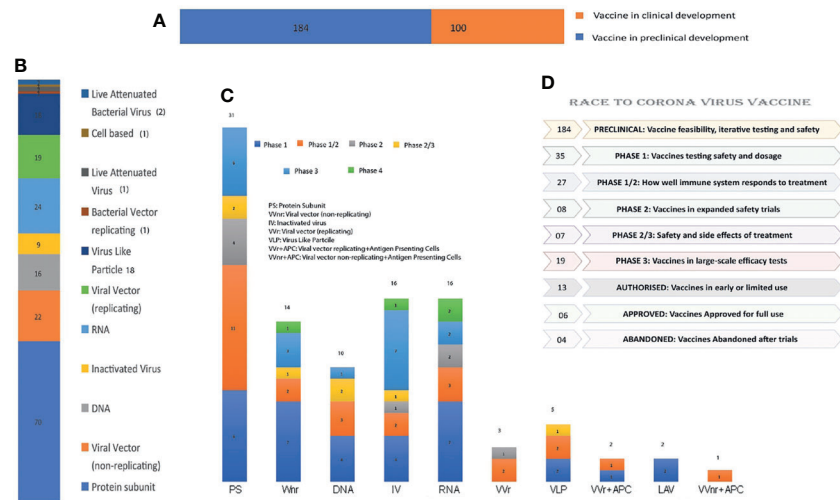 A
184
100
Vaccine in clinical development
Vaccine in preclinical development
B
19
24
9
16
22
70
Live Attenuated
Bacterial Virus (2)
Cell based (1)
Live Attenuated
Virus (1)
Bacterial Vector
replicating (1)
Virus Like
Particle 18
Viral Vector
(replicating)
RNA
Inactivated Virus
DNA
Viral Vector
(non-replicating)
Protein subunit
C
Phase 1
Phase 1/2
Phase 2
Phase 2/3
Phase 3
Phase 4
PS: Protein Subunit
VVnr: Viral vector (non-replicating)
IV: Inactivated virus
VVr: Viral vector (replicating)
VLP: Virus Like Partcile
VVr+APC: Viral vector replicating+Antigen Psenting Cells
VVnr+APC: Viral vector non-replicating+Antigen Presenting Cells
31
14
10
16
16
3
5
2
2
1
PS
VVnr
DNA
IV
RNA
VVr
VLP
VVr+APC
LAV
VVnr+APC
D
RACE TO CORONA VIRUS VACCINE
184 PRECLINICAL: Vaccine feasibility, iterative testing and safety
35 PHASE 1: Vaccines testing safety and dosage
27 PHASE 1/2: How well immune system responds to treatment
08 PHASE 2: Vaccines in expanded safety trials
07 PHASE 2/3: Safety and side effects of treatment
19 PHASE 3: Vaccines in large-scale efficacy tests
13 AUTHORISED: Vaccines in early or limited use
06 APPROVED: Vaccines Approved for full use
04 ABANDONED: Vaccines Abandoned after trials